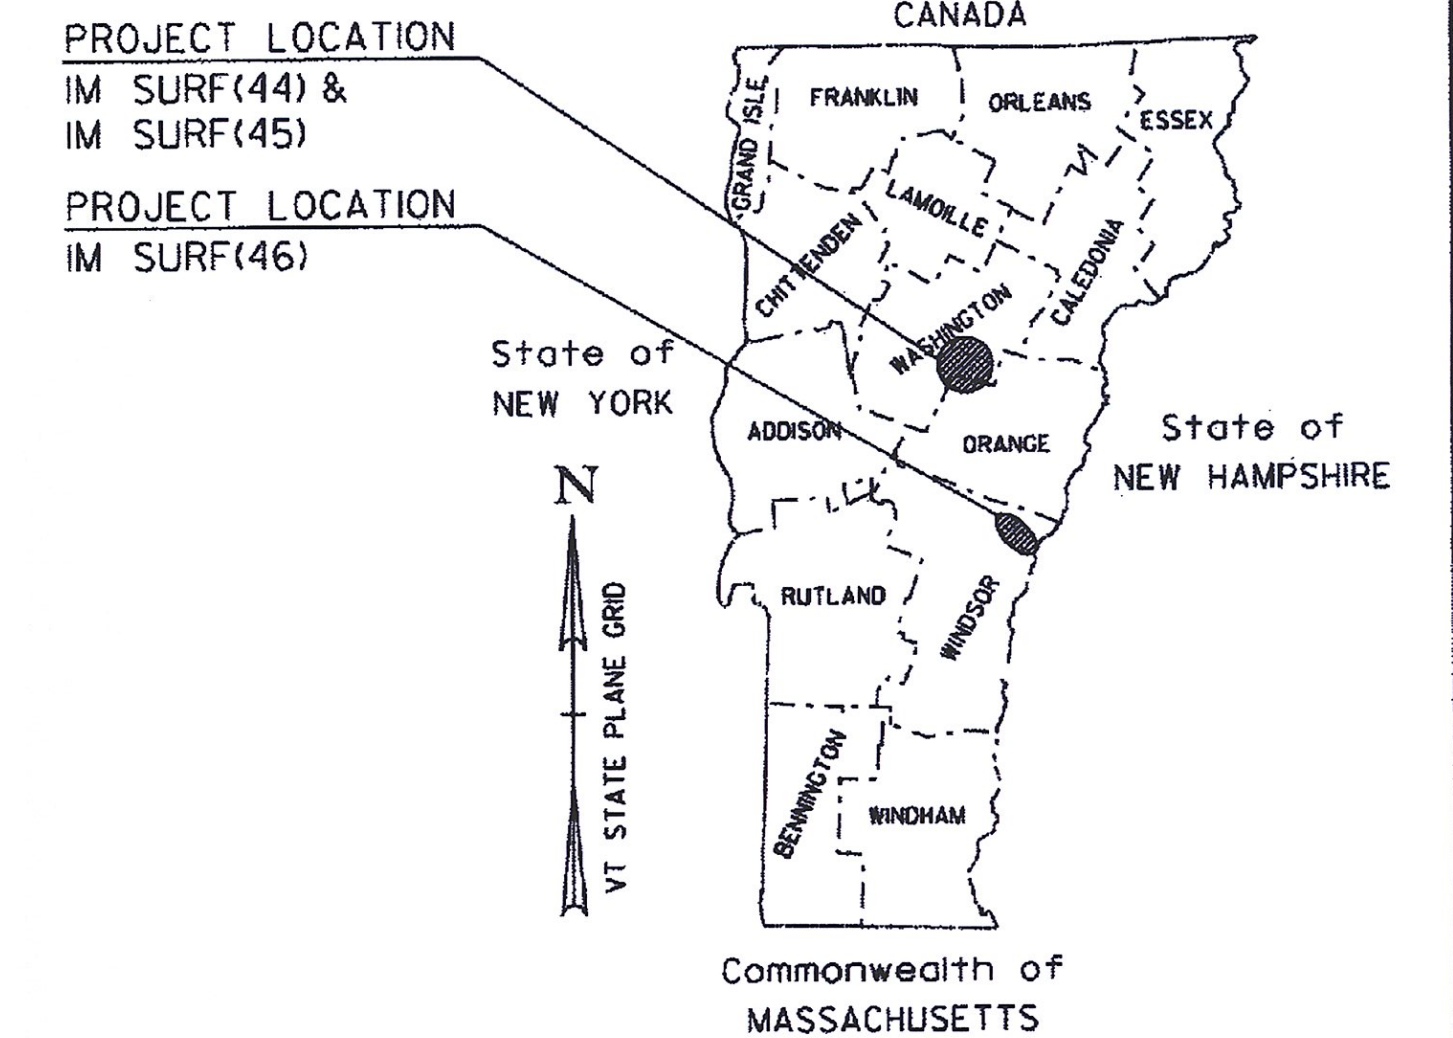 CANADA
PROJECT LOCATION
IM SURF(44) &
IM SURF(45)
PROJECT LOCATION
IM SURF(46)
GRAND ISLE
FRANKLIN
ORLEANS
ESSEX
LAMOILLE
CHITTENDEN
CALEDONIA
WASHINGTON
State of
NEW YORK
ADDISON
ORANGE
State of
NEW HAMPSHIRE
N
VT STATE PLANE GRID
RUTLAND
WINDSOR
BENNINGTON
WINDHAM
Commonwealth of
MASSACHUSETTS